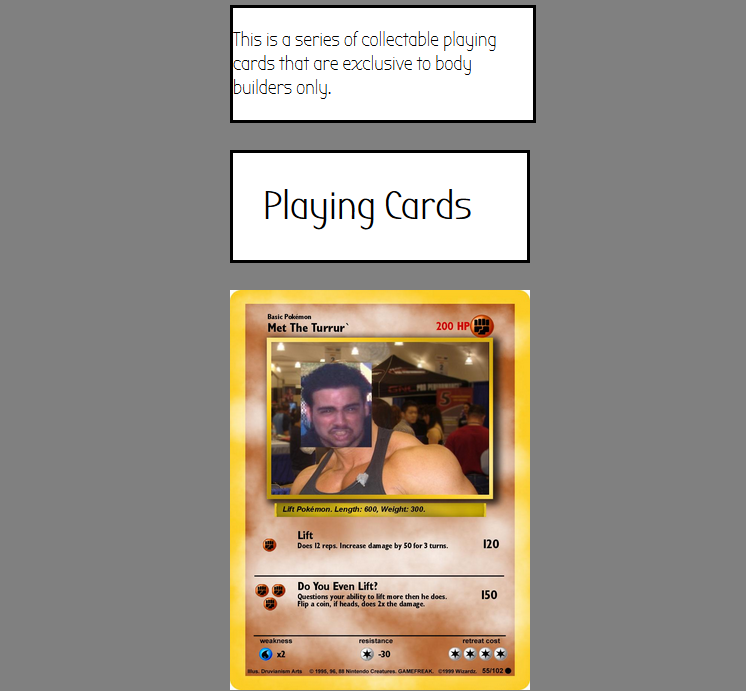 This is a series of collectable playing
cards that are exclusive to body
builders only.
Playing Cards
Basic Pokémon
Met The Turrur`
200 HP
PRO PERFORMANCE
5
Lift Pokémon. Length: 600, Weight: 300.
Lift
Does 12 reps. Increase damage by 50 for 3 turns.
120
Do You Even Lift?
Questions your ability to lift more then he does.
Flip a coin, if heads, does 2x the damage.
150
weakness
resistance
retreat cost
x2
-30
Illus. Druvianism Arts © 1995, 96, 98 Nintendo Creatures. GAMEFREAK. ©1999 Wizards. 55/102